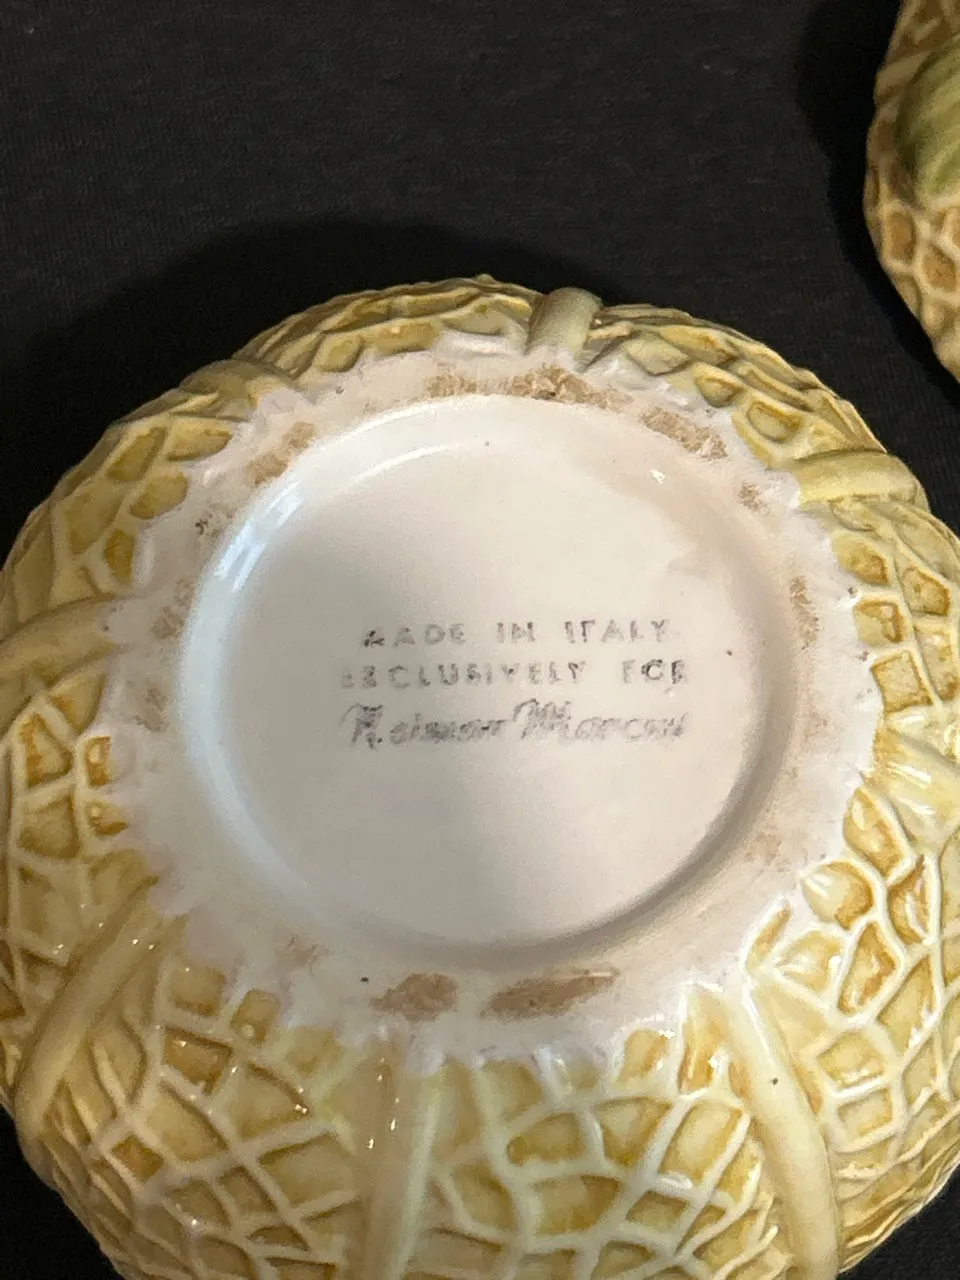 MADE IN ITALY
EXCLUSIVELY FOR
Neiman Marcus